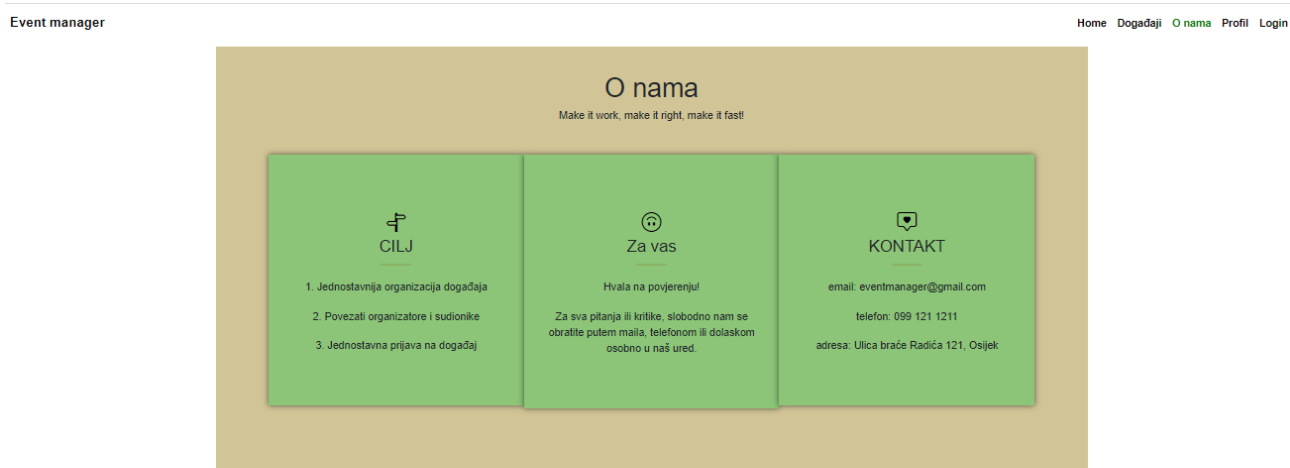 Event manager
Home Događaji O nama Profil Login
O nama
Make it work, make it right, make it fast!
CILJ
1. Jednostavnija organizacija događaja
2. Povezati organizatore i sudionike
3. Jednostavna prijava na događaj
Za vas
Hvala na povjerenju!
Za sva pitanja ili kritike, slobodno nam se
obratite putem maila, telefonom ili dolaskom
osobno u naš ured.
KONTAKT
email: eventmanager@gmail.com
telefon: 099 121 1211
adresa: Ulica braće Radića 121, Osijek